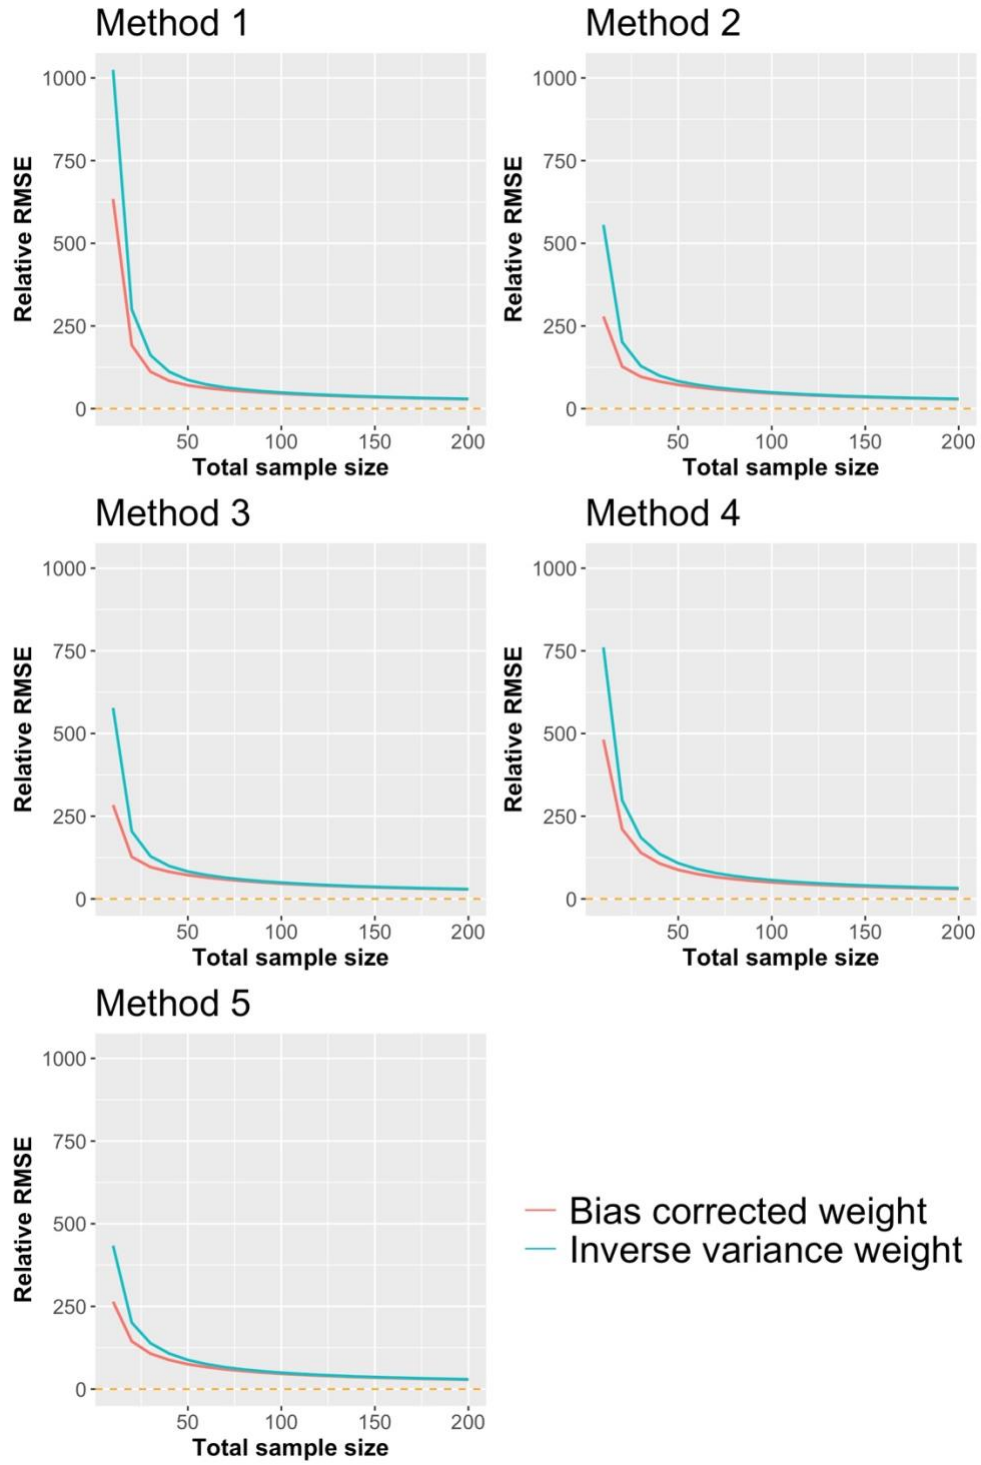 Method 1
1000
750
500
250
0
Relative RMSE
50 100 150 200
Total sample size
Method 2
1000
750
500
250
0
Relative RMSE
50 100 150 200
Total sample size
Method 3
1000
750
500
250
0
Relative RMSE
50 100 150 200
Total sample size
Method 4
1000
750
500
250
0
Relative RMSE
50 100 150 200
Total sample size
Method 5
1000
750
500
250
0
Relative RMSE
50 100 150 200
Total sample size
Bias corrected weight
Inverse variance weight